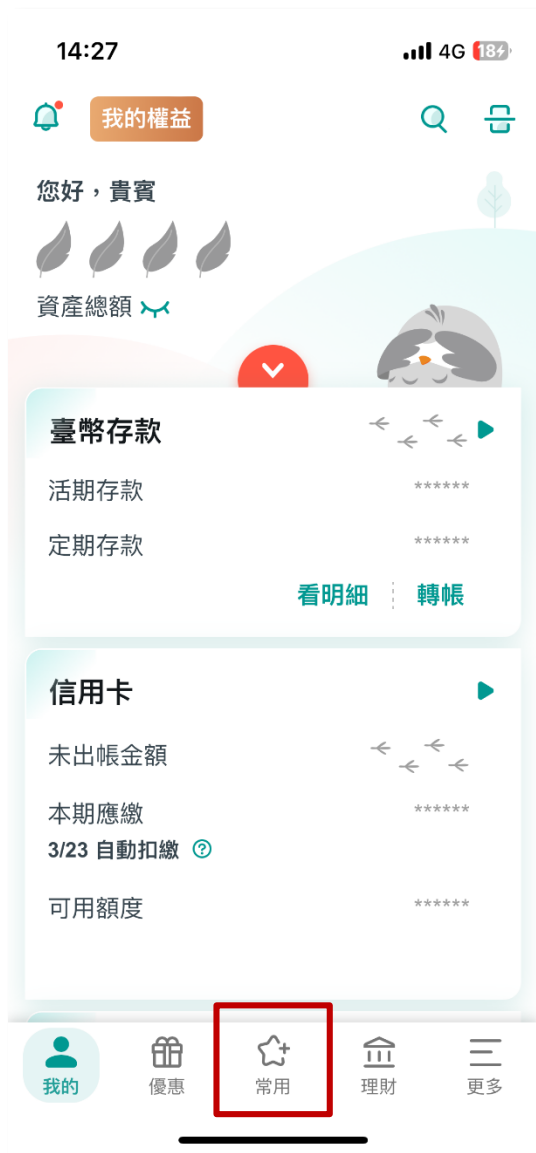 14:27
4G 18
我的權益
您好，貴賓
資產總額
臺幣存款
活期存款 ******
定期存款 ******
看明細 轉帳
信用卡
未出帳金額
本期應繳 ******
3/23 自動扣繳 ?
可用額度 ******
我的 優惠 常用 理財 更多